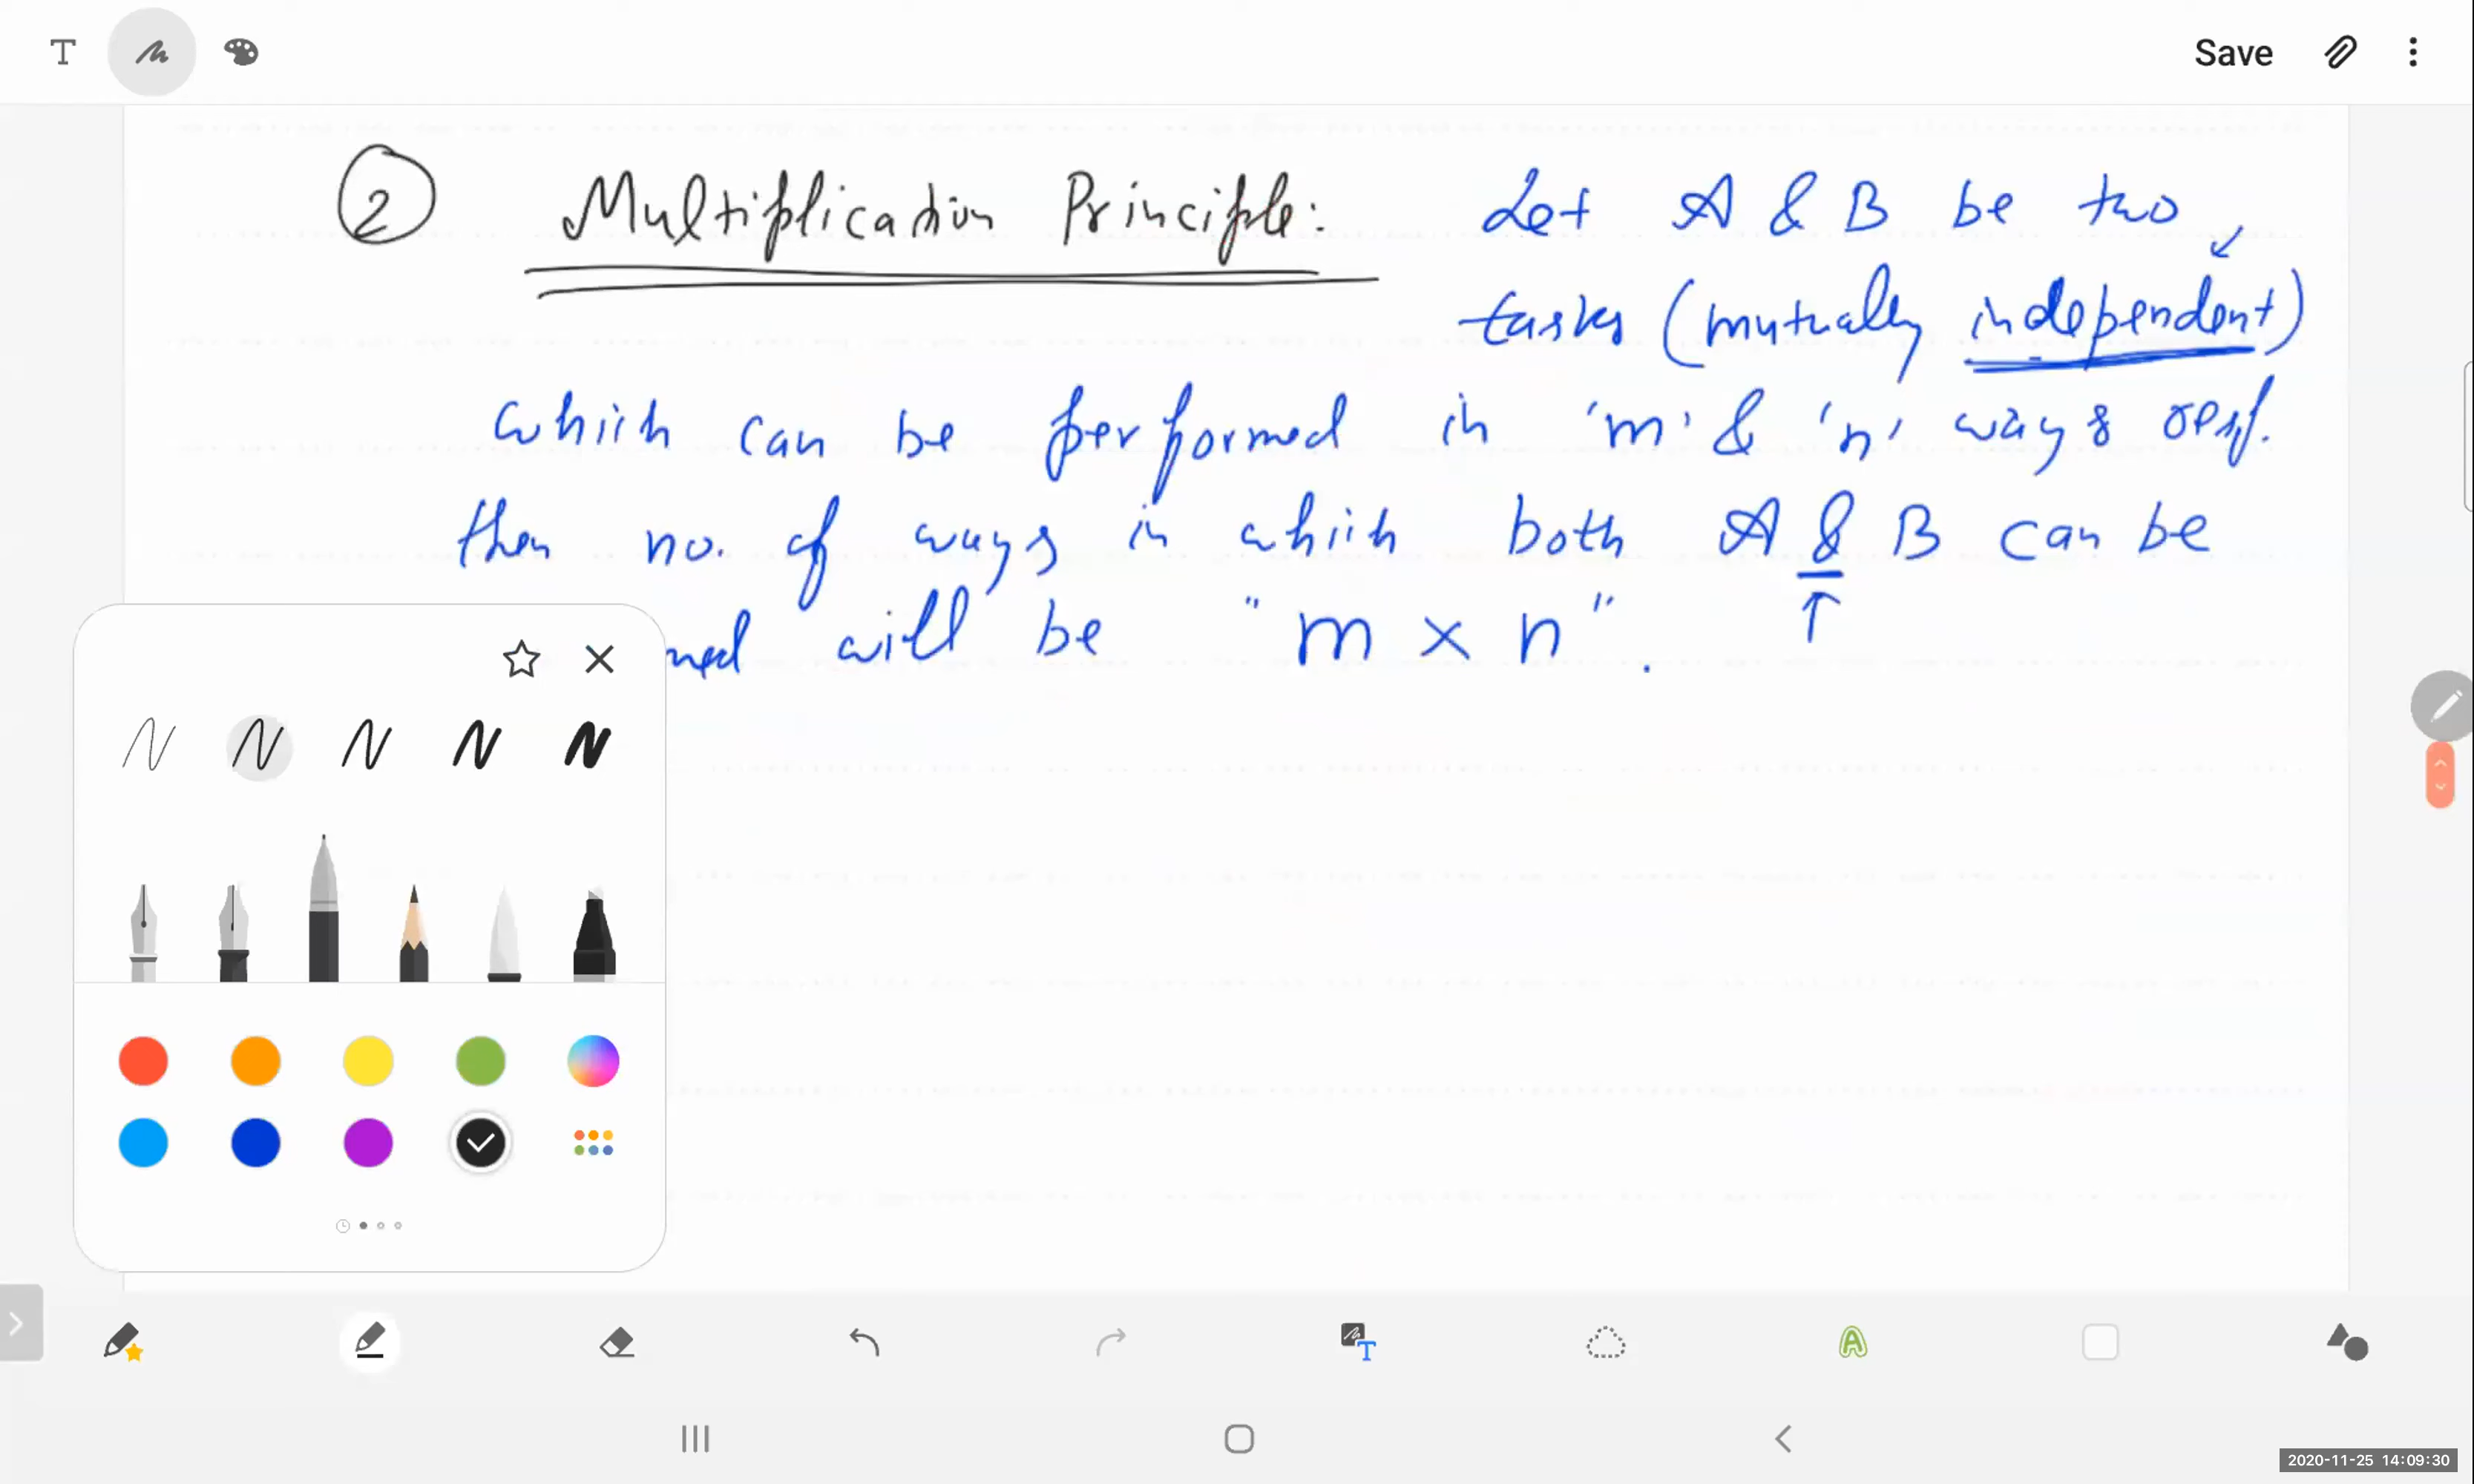 Save
② Multiplication Principle: Let A & B be two
tasks (mutually independent)
which can be performed in 'm' & 'n' ways resp.
then no. of ways in which both A & B can be
med will be "m × n".
2020-11-25 14:09:30